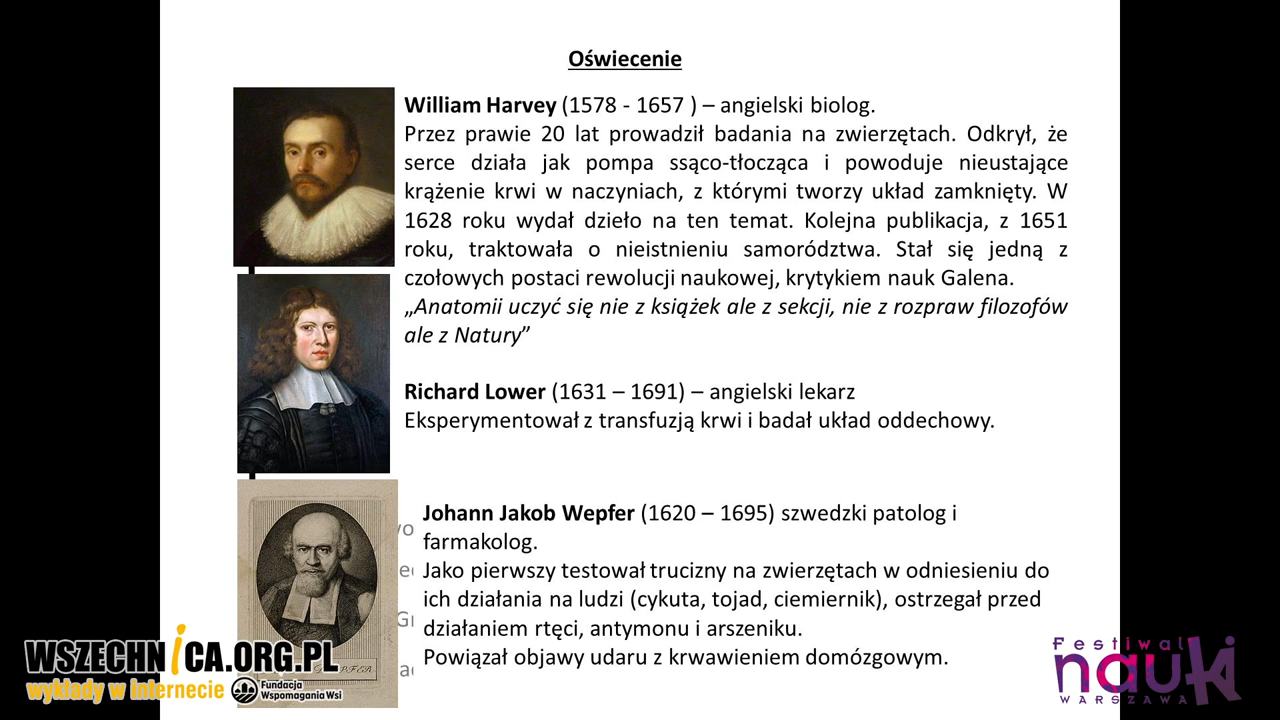 Oświecenie
William Harvey (1578 - 1657 ) – angielski biolog.
Przez prawie 20 lat prowadził badania na zwierzętach. Odkrył, że
serce działa jak pompa ssąco-tłocząca i powoduje nieustające
krążenie krwi w naczyniach, z którymi tworzy układ zamknięty. W
1628 roku wydał dzieło na ten temat. Kolejna publikacja, z 1651
roku, traktowała o nieistnieniu samorództwa. Stał się jedną z
czołowych postaci rewolucji naukowej, krytykiem nauk Galena.
„Anatomii uczyć się nie z książek ale z sekcji, nie z rozpraw filozofów
ale z Natury”
Richard Lower (1631 – 1691) – angielski lekarz
Eksperymentował z transfuzją krwi i badał układ oddechowy.
Johann Jakob Wepfer (1620 – 1695) szwedzki patolog i
farmakolog.
Jako pierwszy testował trucizny na zwierzętach w odniesieniu do
ich działania na ludzi (cykuta, tojad, ciemiernik), ostrzegał przed
działaniem rtęci, antymonu i arszeniku.
Powiązał objawy udaru z krwawieniem domózgowym.
WSZECHNiCA.ORG.PL
wykłady w internecie
Fundacja
Wspomagania Wsi
Festiwal
nauki
WARSZAWA